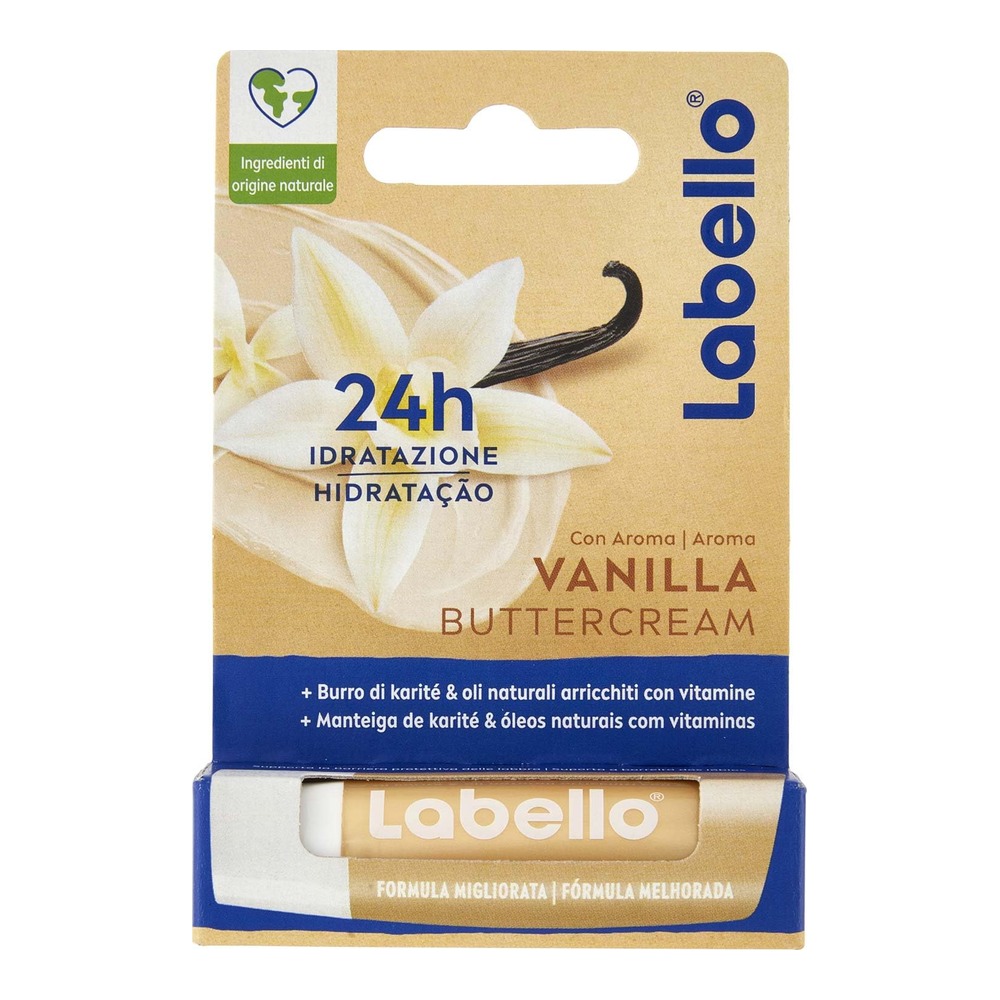 Ingredienti di
origine naturale
Labello®
24h
IDRATAZIONE
HIDRATAÇÃO
Con Aroma | Aroma
VANILLA
BUTTERCREAM
+ Burro di karité & oli naturali arricchiti con vitamine
+ Manteiga de karité & óleos naturais com vitaminas
Labello®
FORMULA MIGLIORATA | FÓRMULA MELHORADA